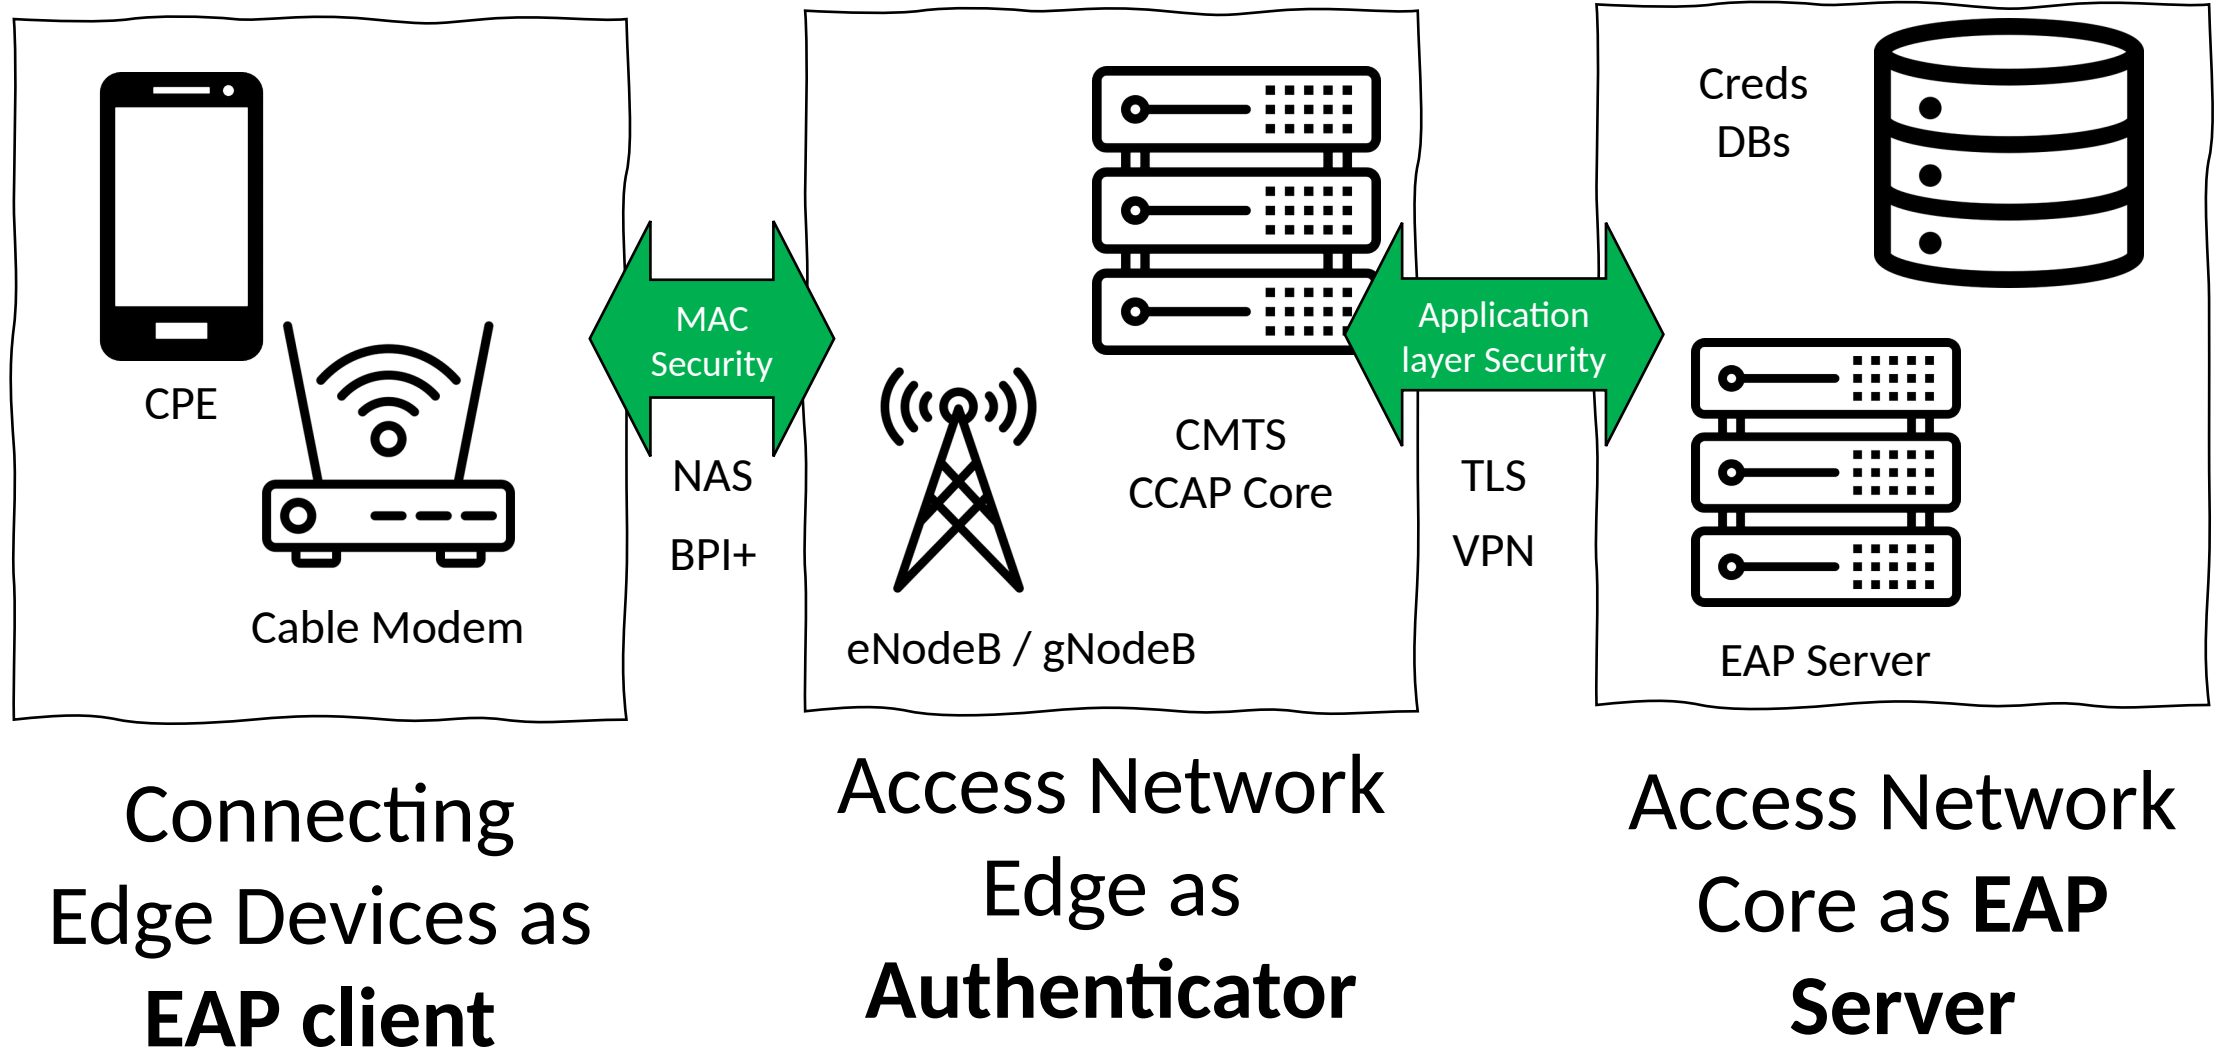 CPE
Cable Modem
MAC
Security
NAS
BPI+
CMTS
CCAP Core
eNodeB / gNodeB
Application
layer Security
TLS
VPN
Creds
DBs
EAP Server
Connecting
Edge Devices as
EAP client
Access Network
Edge as
Authenticator
Access Network
Core as EAP
Server